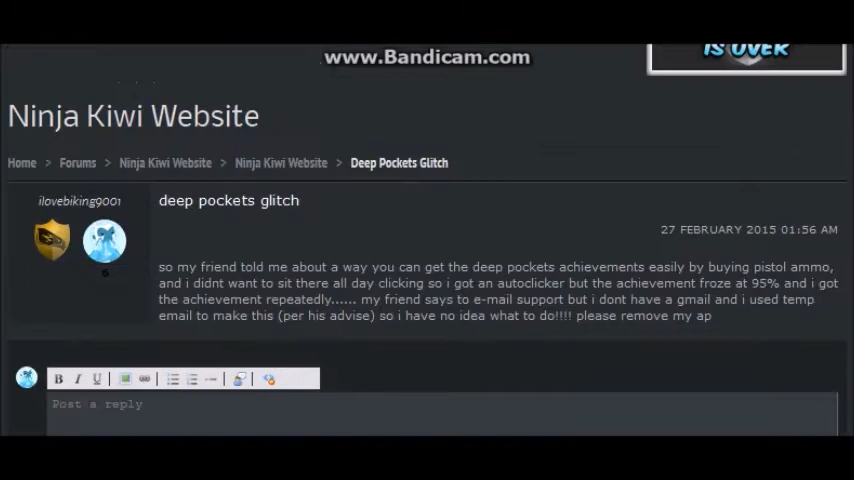 www.Bandicam.com
IS OVER
Ninja Kiwi Website
Home > Forums > Ninja Kiwi Website > Ninja Kiwi Website > Deep Pockets Glitch
ilovebiking9001
deep pockets glitch
27 FEBRUARY 2015 01:56 AM
6
so my friend told me about a way you can get the deep pockets achievements easily by buying pistol ammo,
and i didnt want to sit there all day clicking so i got an autoclicker but the achievement froze at 95% and i got
the achievement repeatedly...... my friend says to e-mail support but i dont have a gmail and i used temp
email to make this (per his advise) so i have no idea what to do!!!! please remove my ap
B I U
Post a reply